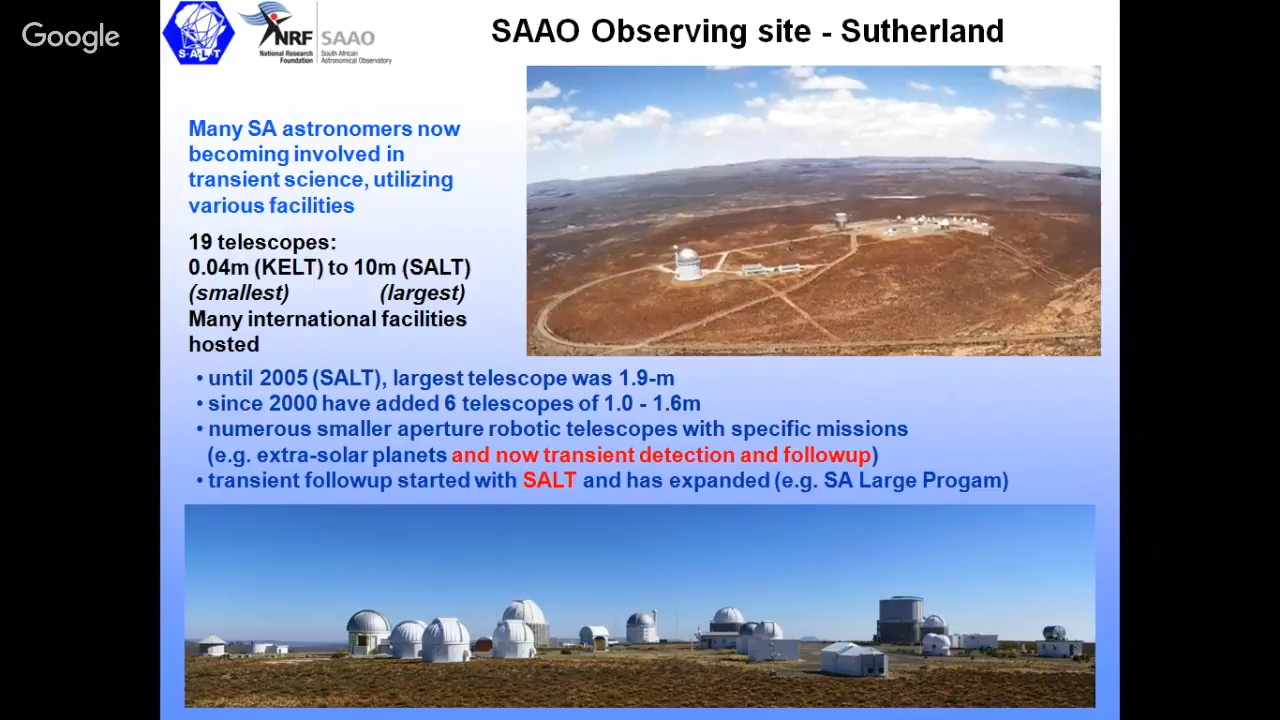 Google
SALT
NRF
SAAO
National Research
Foundation
South African
Astronomical Observatory
SAAO Observing site - Sutherland
Many SA astronomers now
becoming involved in
transient science, utilizing
various facilities
19 telescopes:
0.04m (KELT) to 10m (SALT)
(smallest) (largest)
Many international facilities
hosted
• until 2005 (SALT), largest telescope was 1.9-m
• since 2000 have added 6 telescopes of 1.0 - 1.6m
• numerous smaller aperture robotic telescopes with specific missions
(e.g. extra-solar planets and now transient detection and followup)
• transient followup started with SALT and has expanded (e.g. SA Large Progam)